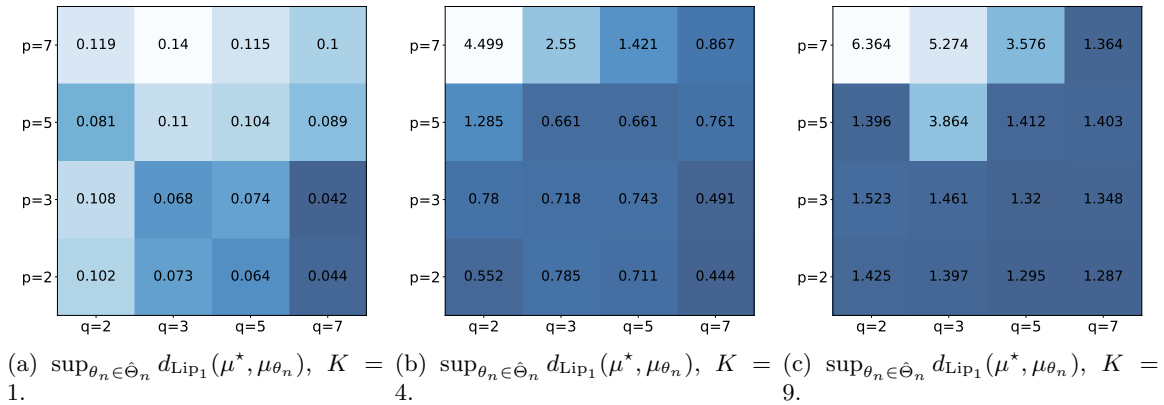 p=7 0.119 0.14 0.115 0.1
p=5 0.081 0.11 0.104 0.089
p=3 0.108 0.068 0.074 0.042
p=2 0.102 0.073 0.064 0.044
q=2 q=3 q=5 q=7
(a) sup_{θ_n∈Θ̂_n} d_{Lip_1}(μ^⋆, μ_{θ_n}), K =
1.
p=7 4.499 2.55 1.421 0.867
p=5 1.285 0.661 0.661 0.761
p=3 0.78 0.718 0.743 0.491
p=2 0.552 0.785 0.711 0.444
q=2 q=3 q=5 q=7
(b) sup_{θ_n∈Θ̂_n} d_{Lip_1}(μ^⋆, μ_{θ_n}), K =
4.
p=7 6.364 5.274 3.576 1.364
p=5 1.396 3.864 1.412 1.403
p=3 1.523 1.461 1.32 1.348
p=2 1.425 1.397 1.295 1.287
q=2 q=3 q=5 q=7
(c) sup_{θ_n∈Θ̂_n} d_{Lip_1}(μ^⋆, μ_{θ_n}), K =
9.